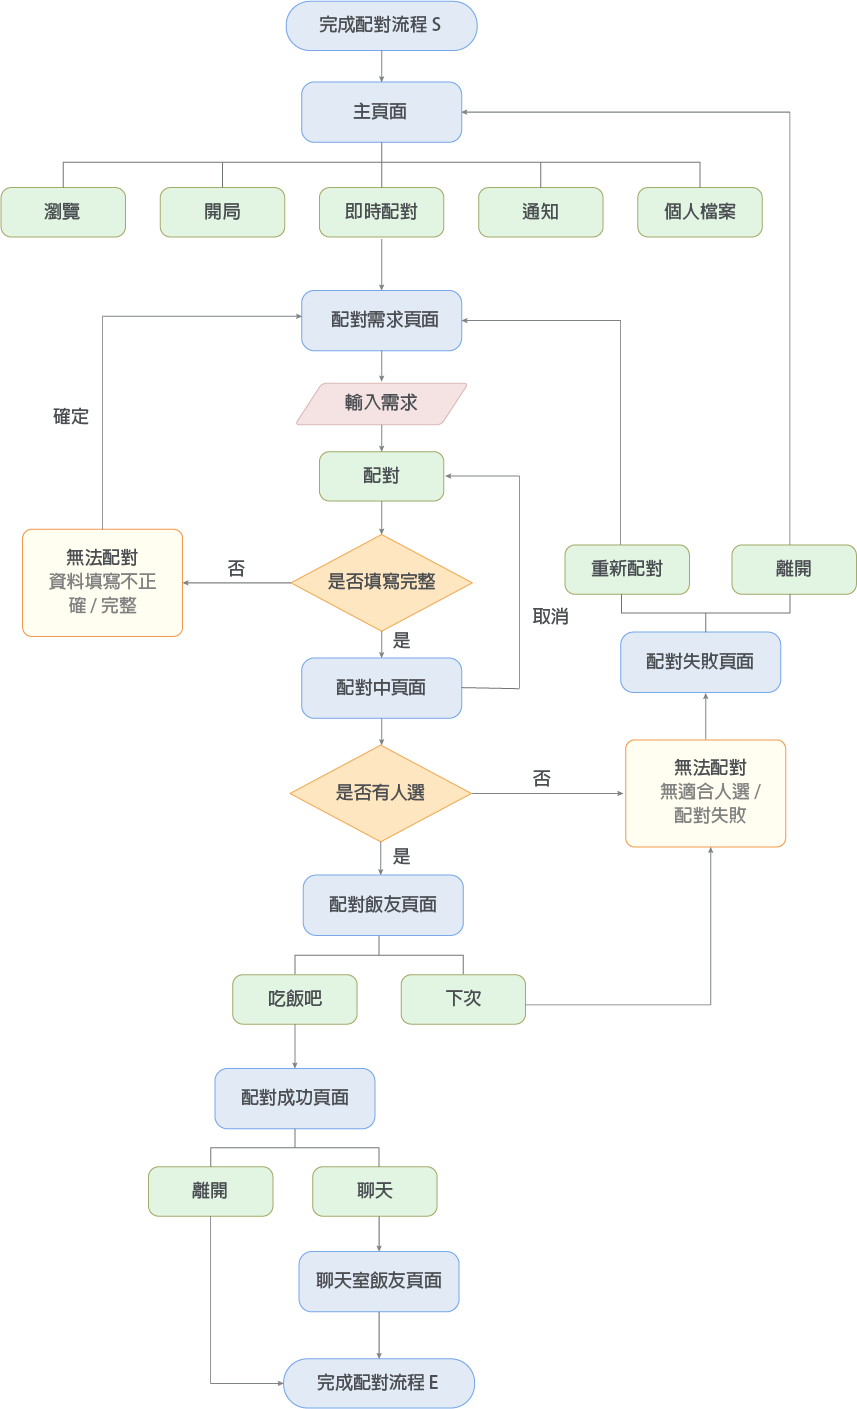 完成配對流程 S
主頁面
瀏覽
開局
即時配對
通知
個人檔案
配對需求頁面
輸入需求
確定
配對
無法配對
資料填寫不正
確 / 完整
否
是否填寫完整
重新配對
離開
取消
是
配對中頁面
配對失敗頁面
是否有人選
否
無法配對
無適合人選 /
配對失敗
是
配對飯友頁面
吃飯吧
下次
配對成功頁面
離開
聊天
聊天室飯友頁面
完成配對流程 E